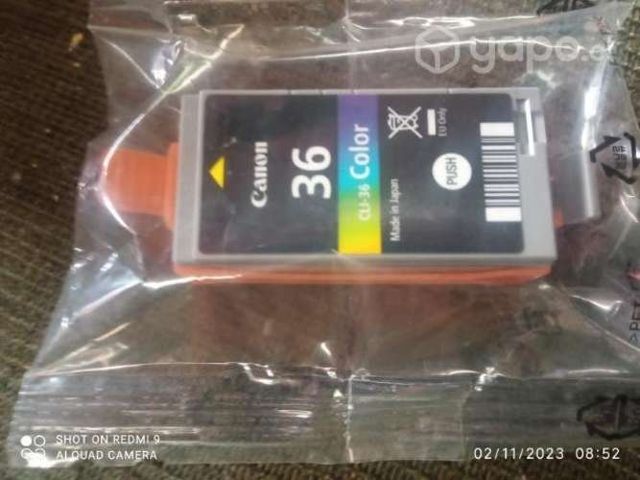 yapo.cl
Canon
36
CLI-36 Color
Made in Japan
EU Only
PUSH
SHOT ON REDMI 9
AI QUAD CAMERA
02/11/2023 08:52